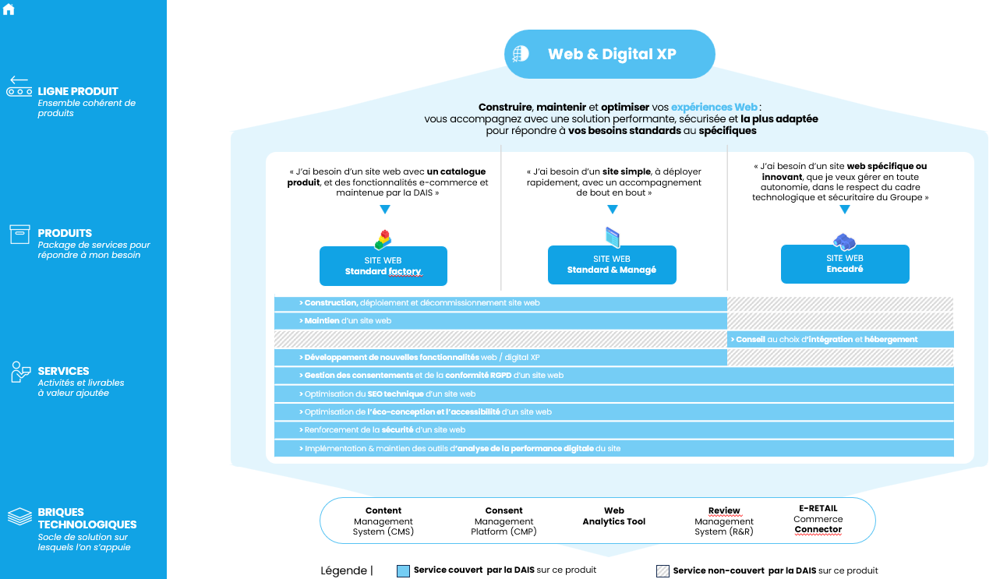 Web & Digital XP
LIGNE PRODUIT
Ensemble cohérent de
produits
Construire, maintenir et optimiser vos expériences Web :
vous accompagnez avec une solution performante, sécurisée et la plus adaptée
pour répondre à vos besoins standards au spécifiques
« J'ai besoin d'un site web avec un catalogue
produit, et des fonctionnalités e-commerce et
maintenue par la DAIS »
« J'ai besoin d'un site simple, à déployer
rapidement, avec un accompagnement
de bout en bout »
« J'ai besoin d'un site web spécifique ou
innovant, que je veux gérer en toute
autonomie, dans le respect du cadre
technologique et sécuritaire du Groupe »
PRODUITS
Package de services pour
répondre à mon besoin
SITE WEB
Standard factory
SITE WEB
Standard & Managé
SITE WEB
Encadré
SERVICES
Activités et livrables
à valeur ajoutée
> Construction, déploiement et décommissionnement site web
> Maintien d'un site web
> Conseil au choix d'intégration et hébergement
> Développement de nouvelles fonctionnalités web / digital XP
> Gestion des consentements et de la conformité RGPD d'un site web
> Optimisation du SEO technique d'un site web
> Optimisation de l'éco-conception et l'accessibilité d'un site web
> Renforcement de la sécurité d'un site web
> Implémentation & maintien des outils d'analyse de la performance digitale du site
BRIQUES
TECHNOLOGIQUES
Socle de solution sur
lesquels l'on s'appuie
Content
Management
System (CMS)
Consent
Management
Platform (CMP)
Web
Analytics Tool
Review
Management
System (R&R)
E-RETAIL
Commerce
Connector
Légende |
Service couvert par la DAIS sur ce produit
Service non-couvert par la DAIS sur ce produit